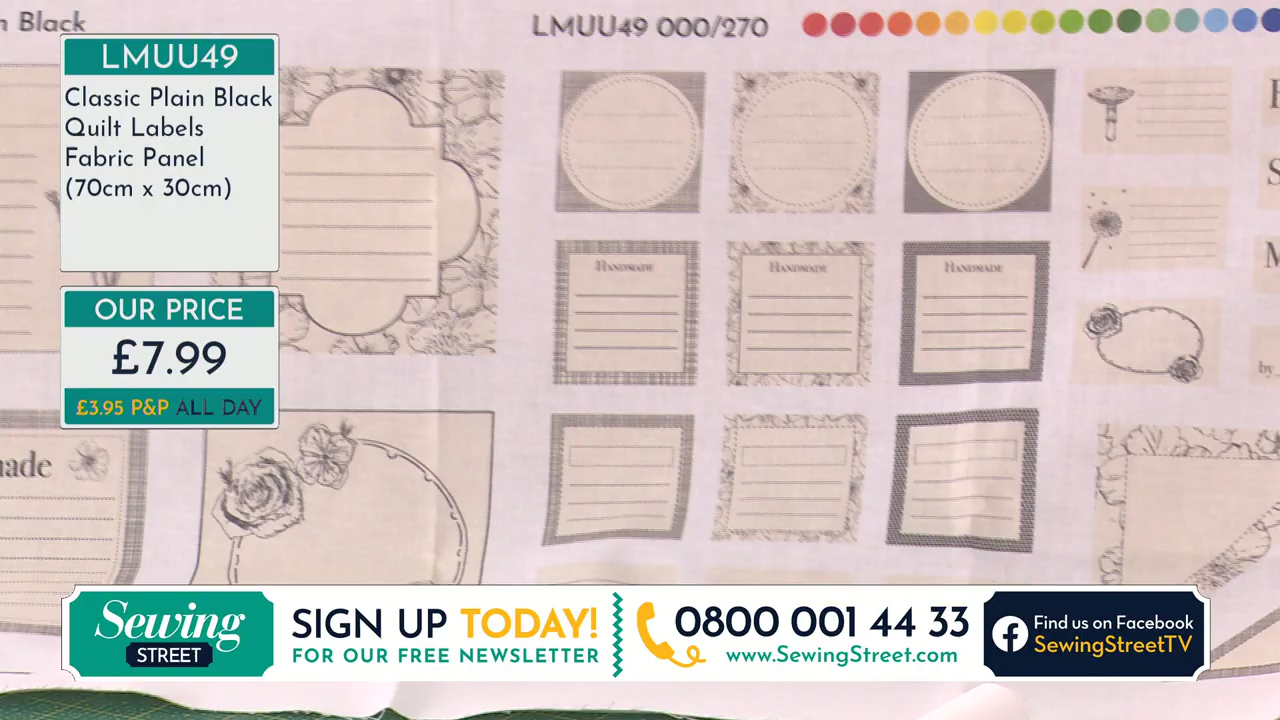 n Black
LMUU49 000/270
LMUU49
Classic Plain Black
Quilt Labels
Fabric Panel
(70cm x 30cm)
OUR PRICE
£7.99
£3.95 P&P ALL DAY
HANDMADE
HANDMADE
HANDMADE
M
by
made
Sewing
STREET
SIGN UP TODAY!
FOR OUR FREE NEWSLETTER
0800 001 44 33
www.SewingStreet.com
Find us on Facebook
SewingStreetTV